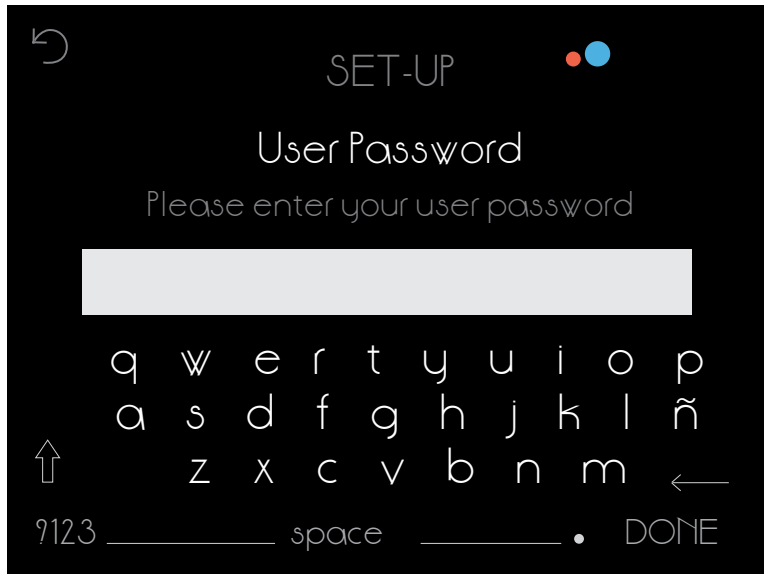 SET-UP
User Password
Please enter your user password
q w e r t y u i o p
a s d f g h j k l ñ
z x c v b n m
?123 space . DONE